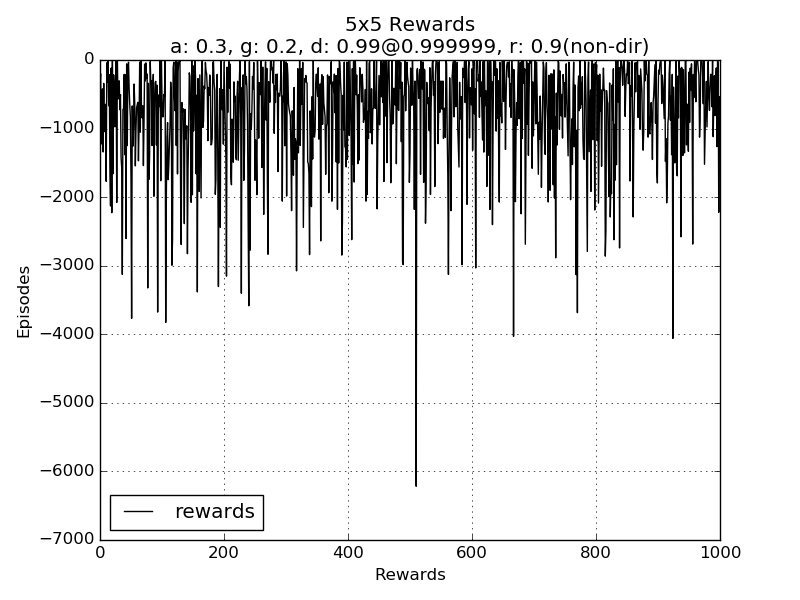 5x5 Rewards
a: 0.3, g: 0.2, d: 0.99@0.999999, r: 0.9(non-dir)
0
−1000
−2000
−3000
−4000
−5000
−6000
−7000
Episodes
rewards
0 200 400 600 800 1000
Rewards